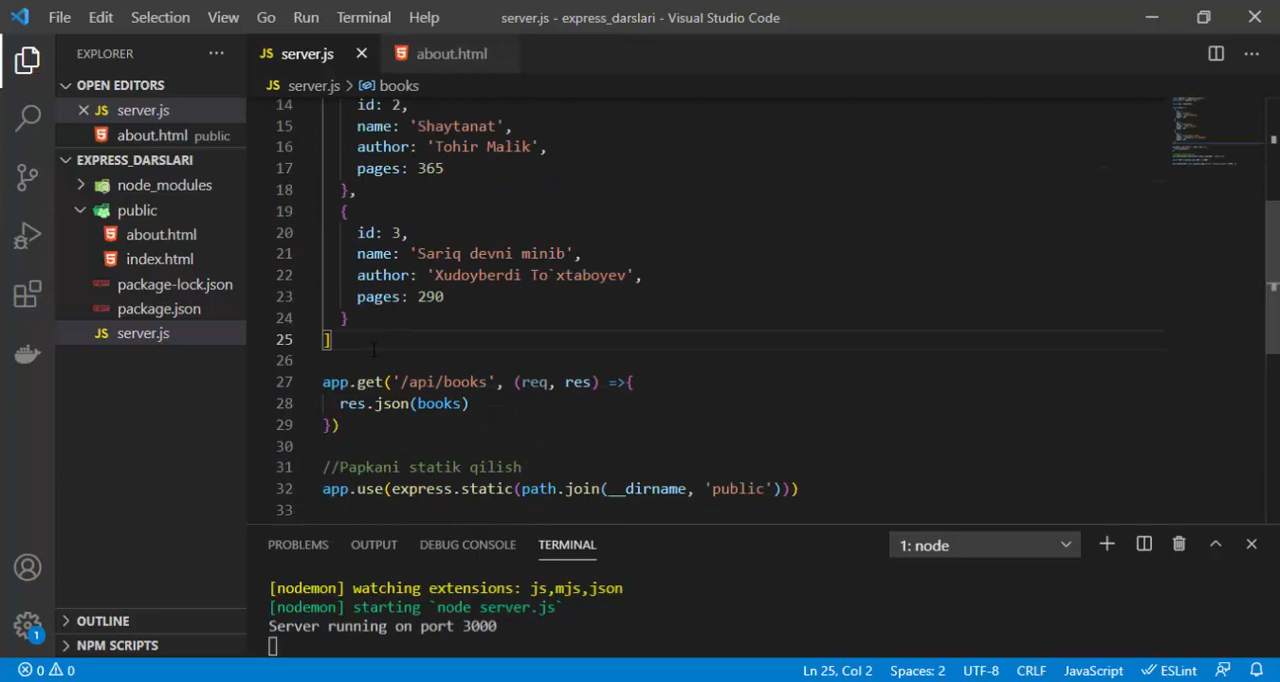 File Edit Selection View Go Run Terminal Help server.js - express_darslari - Visual Studio Code
EXPLORER
JS server.js about.html
OPEN EDITORS
JS server.js > books
JS server.js
about.html public
EXPRESS_DARSLARI
node_modules
public
about.html
index.html
package-lock.json
package.json
JS server.js
OUTLINE
NPM SCRIPTS
14 id: 2,
15 name: 'Shaytanat',
16 author: 'Tohir Malik',
17 pages: 365
18 },
19 {
20 id: 3,
21 name: 'Sariq devni minib',
22 author: 'Xudoyberdi To`xtaboyev',
23 pages: 290
24 }
25 ]
26
27 app.get('/api/books', (req, res) =>{
28 res.json(books)
29 })
30
31 //Papkani statik qilish
32 app.use(express.static(path.join(__dirname, 'public')))
33
PROBLEMS OUTPUT DEBUG CONSOLE TERMINAL 1: node
[nodemon] watching extensions: js,mjs,json
[nodemon] starting `node server.js`
Server running on port 3000
1
0 0 Ln 25, Col 2 Spaces: 2 UTF-8 CRLF JavaScript ESLint